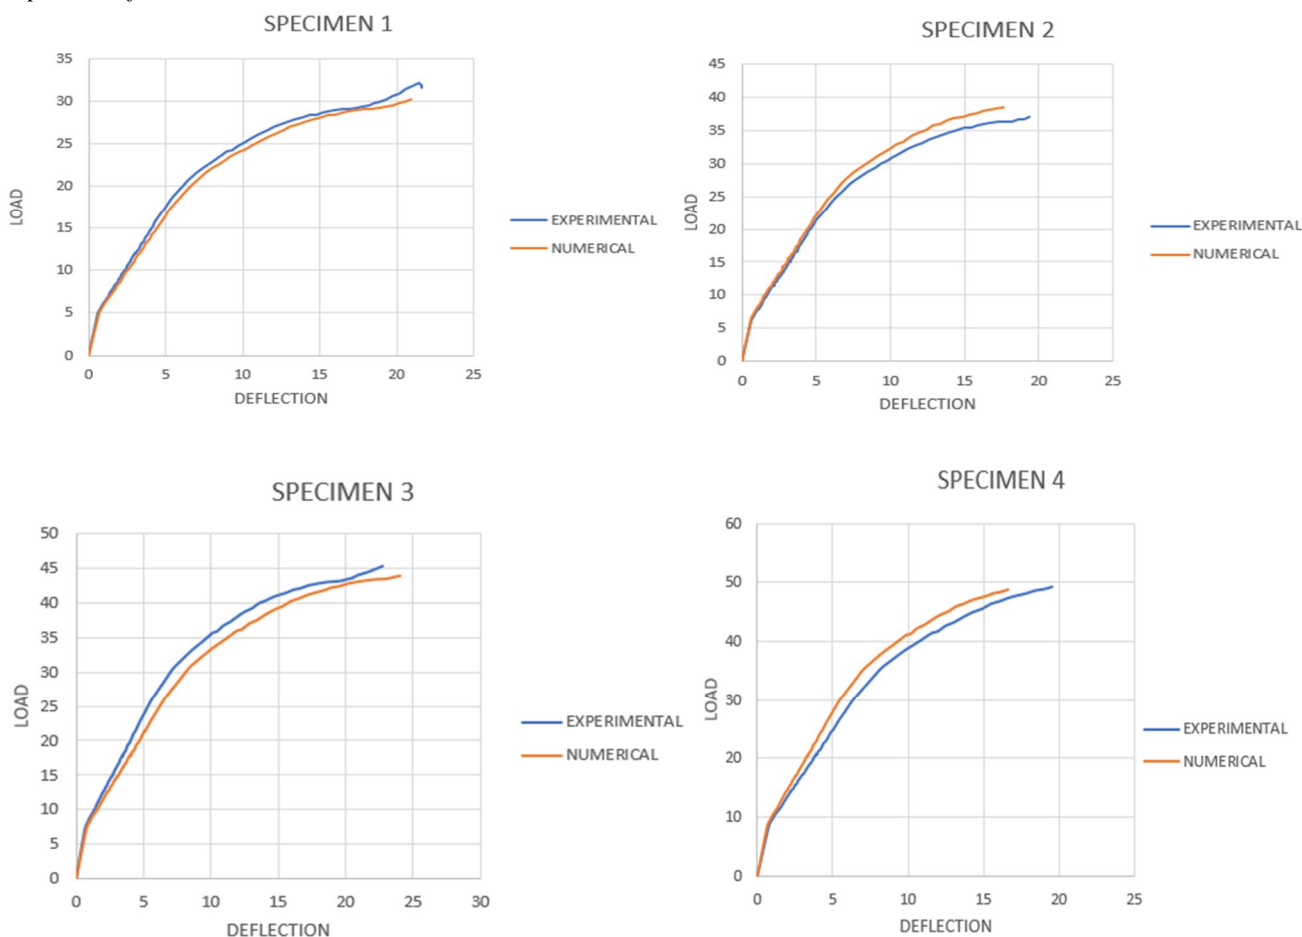 SPECIMEN 1
35
30
25
20
15
10
5
0
LOAD
0 5 10 15 20 25
DEFLECTION
EXPERIMENTAL
NUMERICAL
SPECIMEN 2
45
40
35
30
25
20
15
10
5
0
LOAD
0 5 10 15 20 25
DEFLECTION
EXPERIMENTAL
NUMERICAL
SPECIMEN 3
50
45
40
35
30
25
20
15
10
5
0
LOAD
0 5 10 15 20 25 30
DEFLECTION
EXPERIMENTAL
NUMERICAL
SPECIMEN 4
60
50
40
30
20
10
0
LOAD
0 5 10 15 20 25
DEFLECTION
EXPERIMENTAL
NUMERICAL